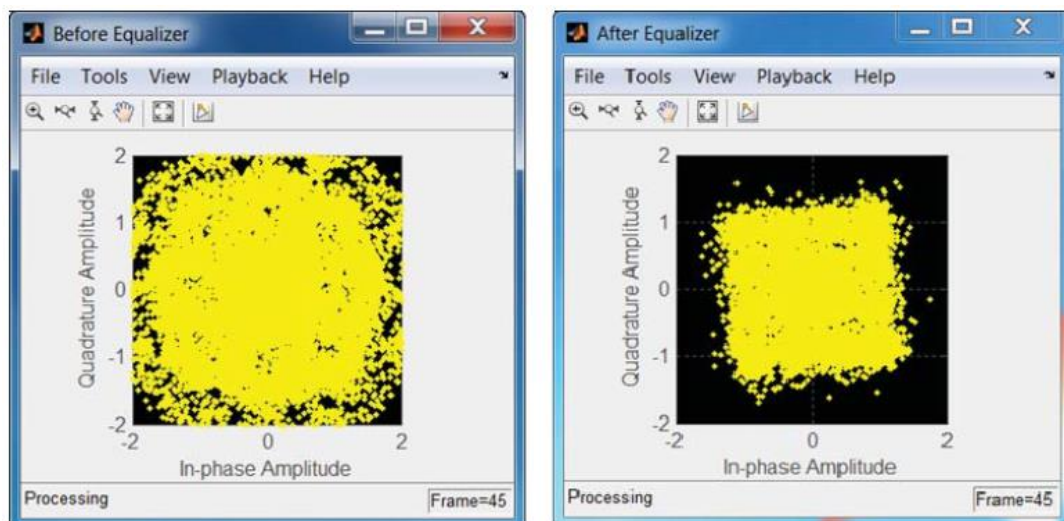 Before Equalizer
File Tools View Playback Help
2
1
0
-1
-2
-2 0 2
Quadrature Amplitude
In-phase Amplitude
Processing
Frame=45
After Equalizer
File Tools View Playback Help
2
1
0
-1
-2
-2 0 2
Quadrature Amplitude
In-phase Amplitude
Processing
Frame=45